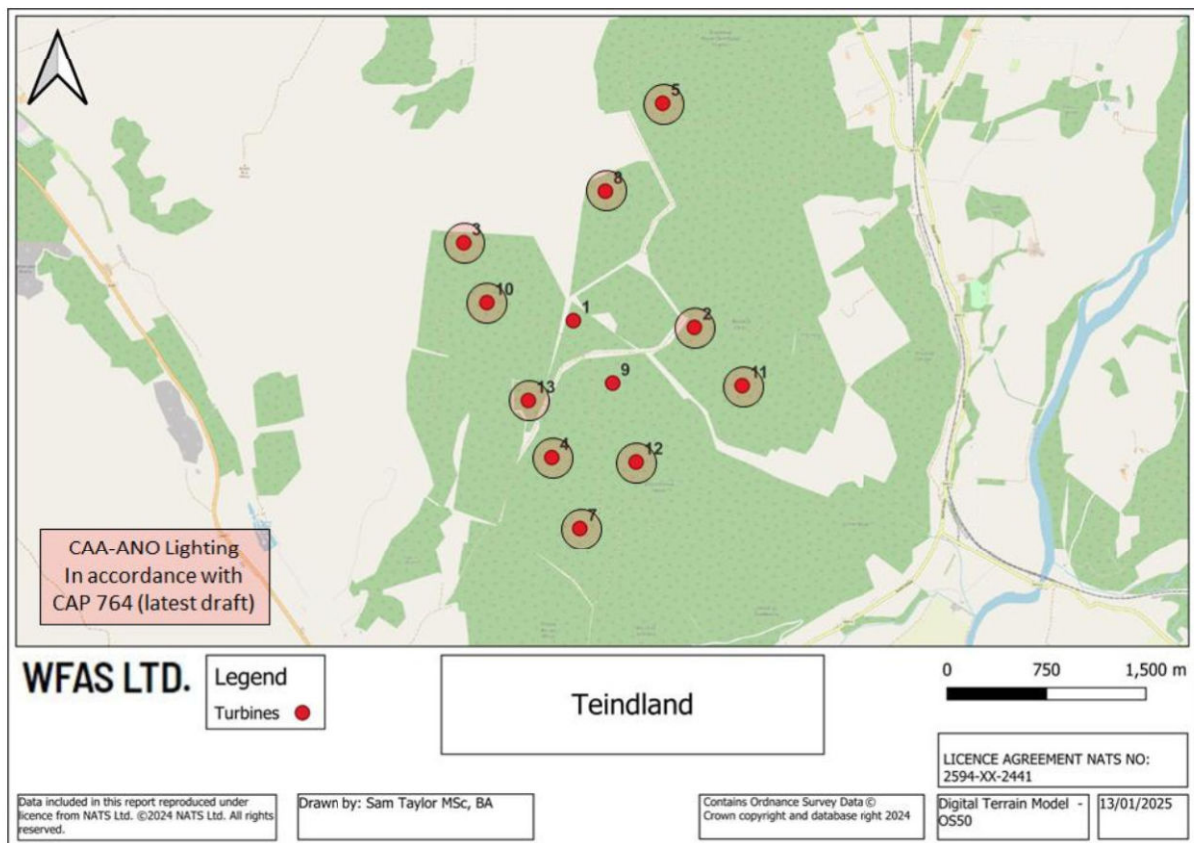 5
8
3
10
1
2
9
11
13
4
12
7
CAA-ANO Lighting
In accordance with
CAP 764 (latest draft)
WFAS LTD.
Legend
Turbines
Teindland
0 750 1,500 m
LICENCE AGREEMENT NATS NO:
2594-XX-2441
Data included in this report reproduced under
licence from NATS Ltd. ©2024 NATS Ltd. All rights
reserved.
Drawn by: Sam Taylor MSc, BA
Contains Ordnance Survey Data ©
Crown copyright and database right 2024
Digital Terrain Model -
OS50
13/01/2025